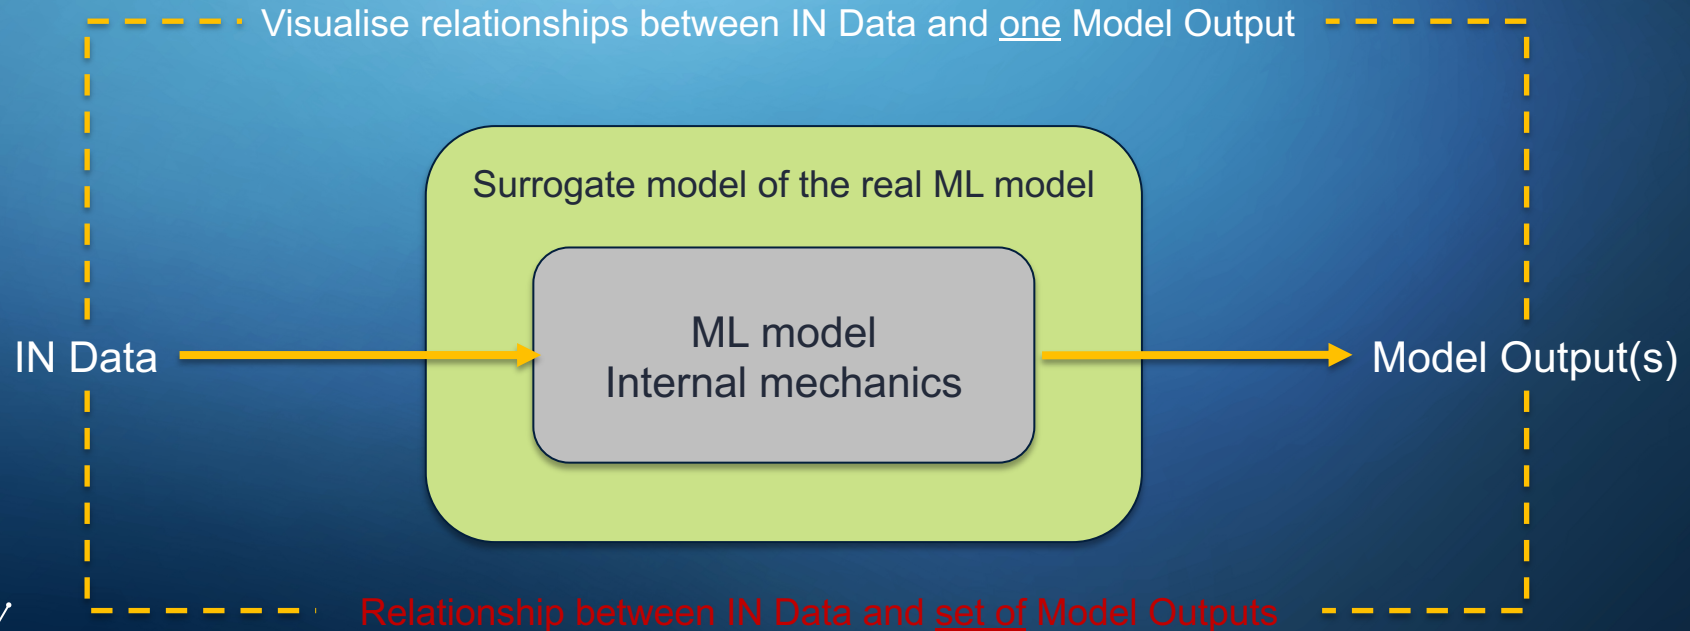 Visualise relationships between IN Data and one Model Output
Surrogate model of the real ML model
ML model
Internal mechanics
IN Data
Model Output(s)
Relationship between IN Data and set of Model Outputs